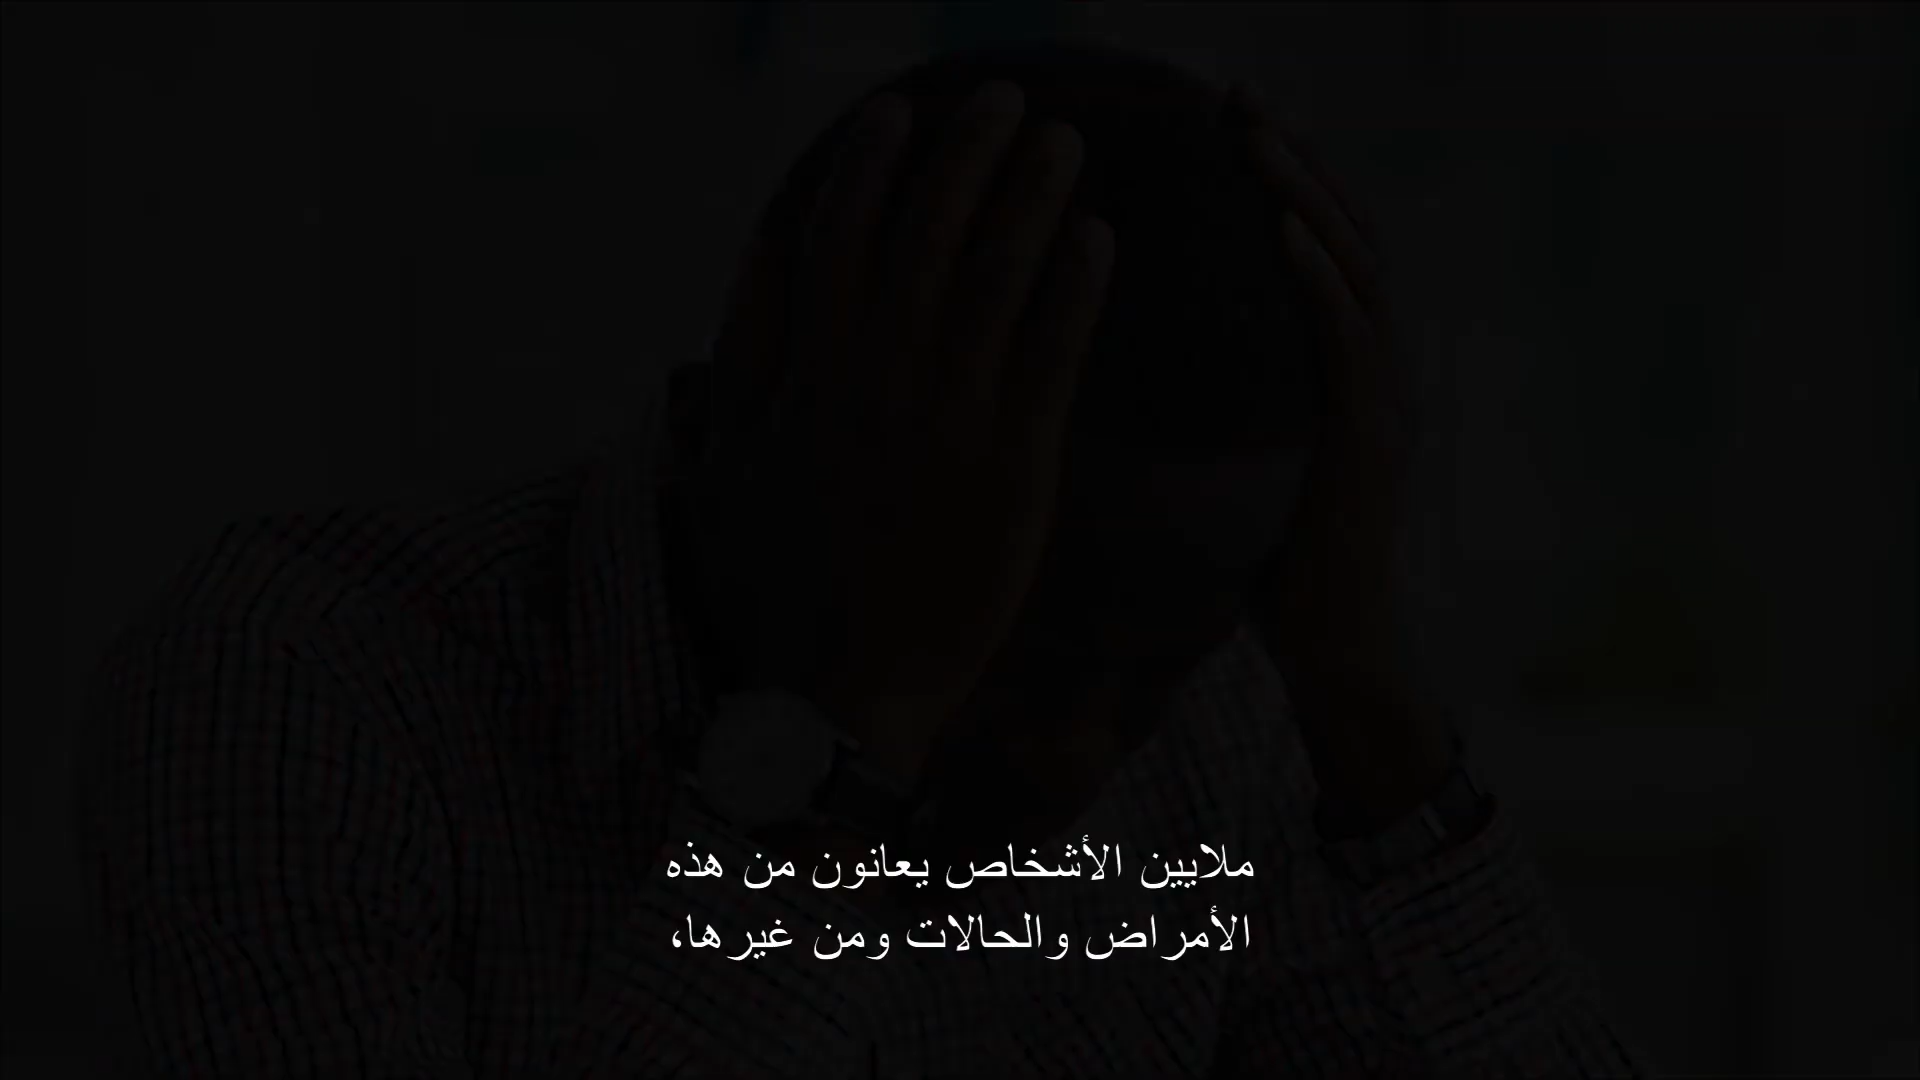 ملايين الأشخاص يعانون من هذه
الأمراض والحالات ومن غيرها،